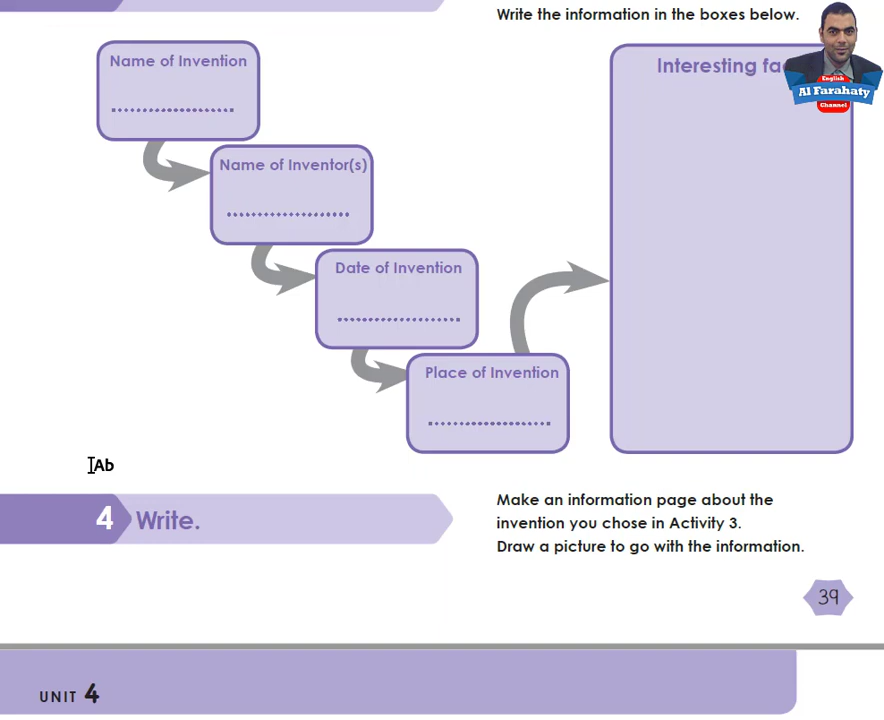 Write the information in the boxes below.
Name of Invention
Name of Inventor(s)
Date of Invention
Place of Invention
Interesting
English
Al Farahaty
Channel
Ab
4 Write.
Make an information page about the
invention you chose in Activity 3.
Draw a picture to go with the information.
39
UNIT 4